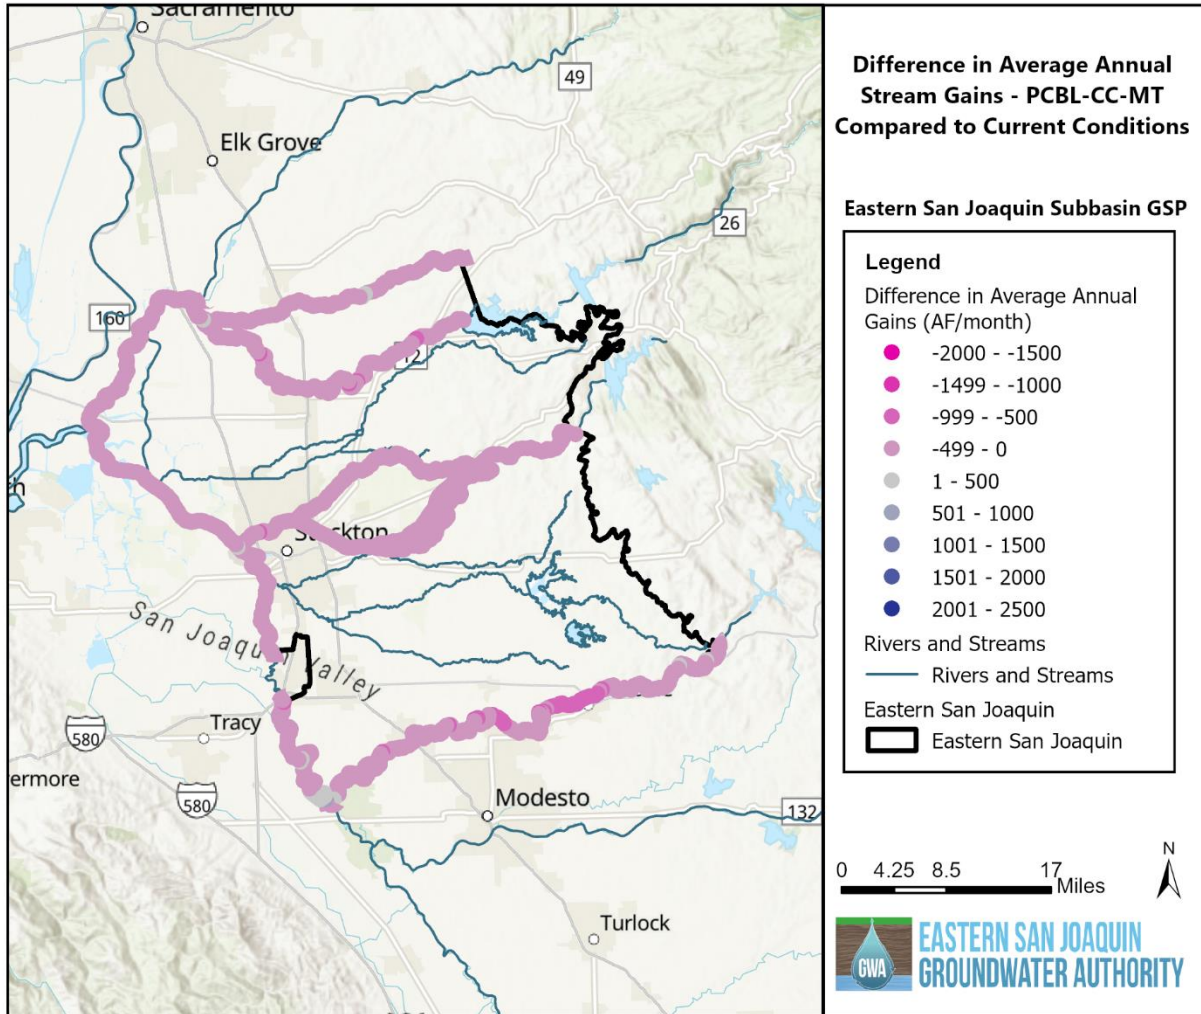 Sacramento
49
Elk Grove
26
160
12
Stockton
San Joaquin Valley
Tracy
580
ermore
580
Modesto
132
Turlock
Difference in Average Annual
Stream Gains - PCBL-CC-MT
Compared to Current Conditions
Eastern San Joaquin Subbasin GSP
Legend
Difference in Average Annual
Gains (AF/month)
-2000 - -1500
-1499 - -1000
-999 - -500
-499 - 0
1 - 500
501 - 1000
1001 - 1500
1501 - 2000
2001 - 2500
Rivers and Streams
Rivers and Streams
Eastern San Joaquin
Eastern San Joaquin
N
0 4.25 8.5 17
Miles
GWA
EASTERN SAN JOAQUIN
GROUNDWATER AUTHORITY